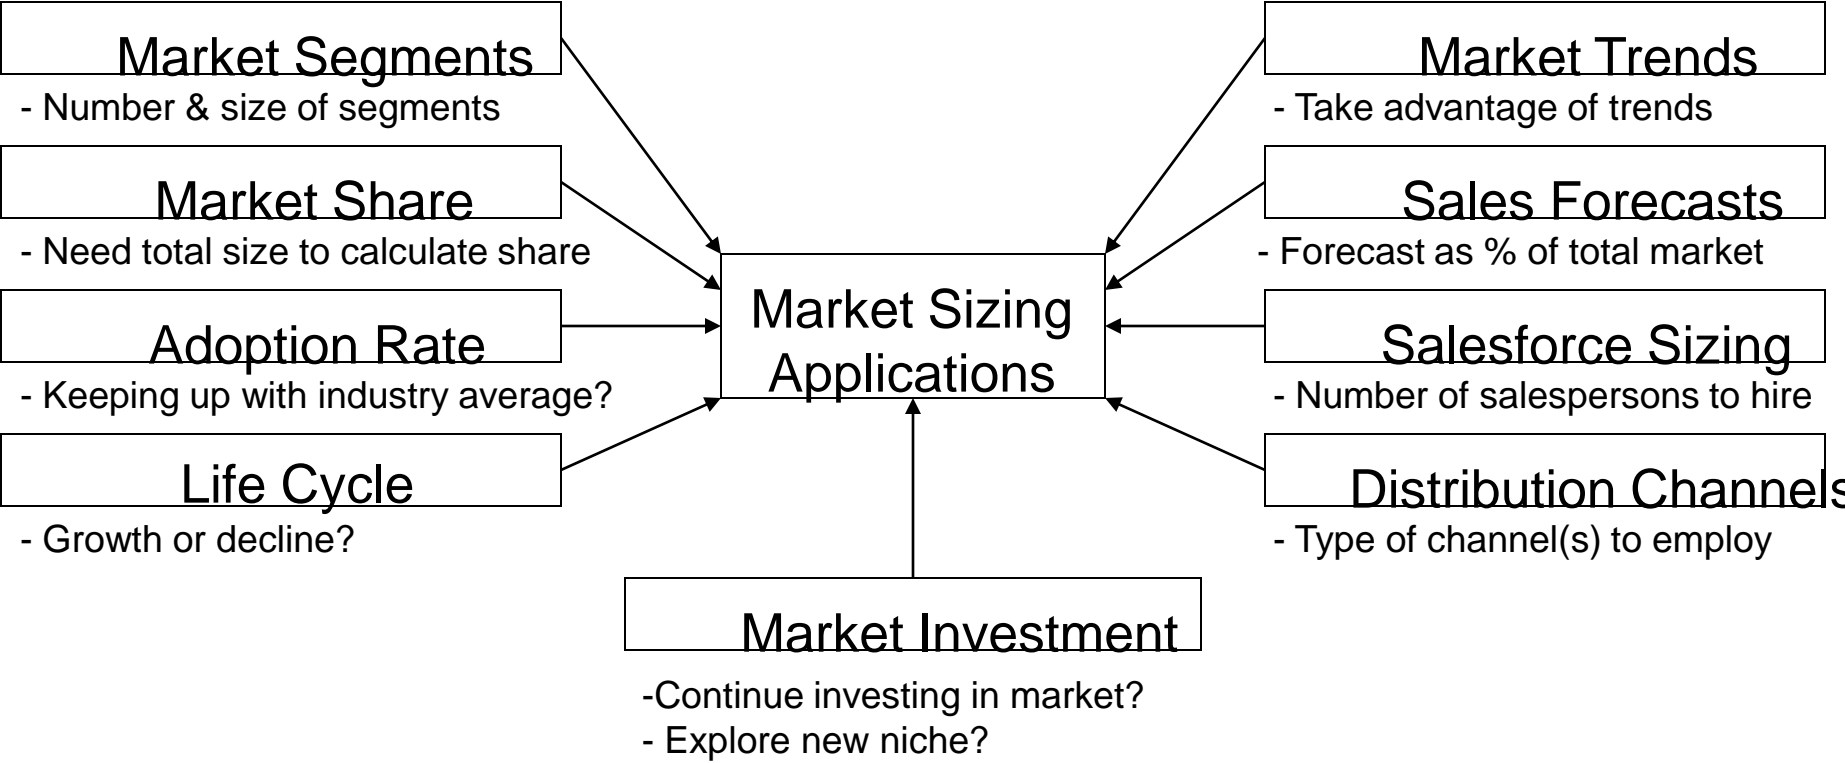 Market Segments
- Number & size of segments
Market Share
- Need total size to calculate share
Adoption Rate
- Keeping up with industry average?
Life Cycle
- Growth or decline?
Market Sizing
Applications
Market Investment
-Continue investing in market?
- Explore new niche?
Market Trends
- Take advantage of trends
Sales Forecasts
- Forecast as % of total market
Salesforce Sizing
- Number of salespersons to hire
Distribution Channels
- Type of channel(s) to employ